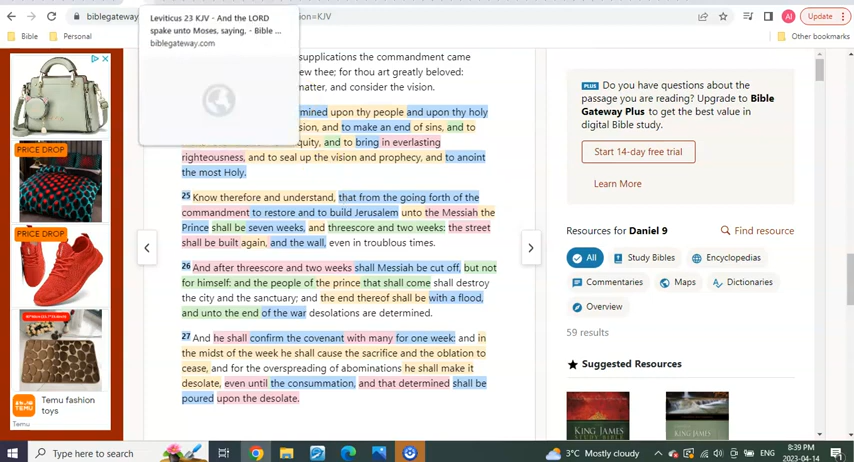 Leviticus 23 KJV - And the LORD
spake unto Moses, saying, - Bible ...
biblegateway.com
biblegateway
on=KJV
Update
Bible
Personal
Other bookmarks
supplications the commandment came
ew thee; for thou art greatly beloved:
matter, and consider the vision.
rmined upon thy people and upon thy holy
sion, and to make an end of sins, and to
quity, and to bring in everlasting
righteousness, and to seal up the vision and prophecy, and to anoint
the most Holy.
25 Know therefore and understand, that from the going forth of the
commandment to restore and to build Jerusalem unto the Messiah the
Prince shall be seven weeks, and threescore and two weeks: the street
shall be built again, and the wall, even in troublous times.
26 And after threescore and two weeks shall Messiah be cut off, but not
for himself: and the people of the prince that shall come shall destroy
the city and the sanctuary; and the end thereof shall be with a flood,
and unto the end of the war desolations are determined.
27 And he shall confirm the covenant with many for one week: and in
the midst of the week he shall cause the sacrifice and the oblation to
cease, and for the overspreading of abominations he shall make it
desolate, even until the consummation, and that determined shall be
poured upon the desolate.
PRICE DROP
PRICE DROP
TEMU
Temu fashion
toys
Temu
PLUS Do you have questions about the
passage you are reading? Upgrade to Bible
Gateway Plus to get the best value in
digital Bible study.
Start 14-day free trial
Learn More
Resources for Daniel 9
Find resource
All
Study Bibles
Encyclopedias
Commentaries
Maps
Dictionaries
Overview
59 results
Suggested Resources
KING JAMES
KING JAMES
Type here to search
3°C Mostly cloudy
ENG
8:39 PM
2023-04-14